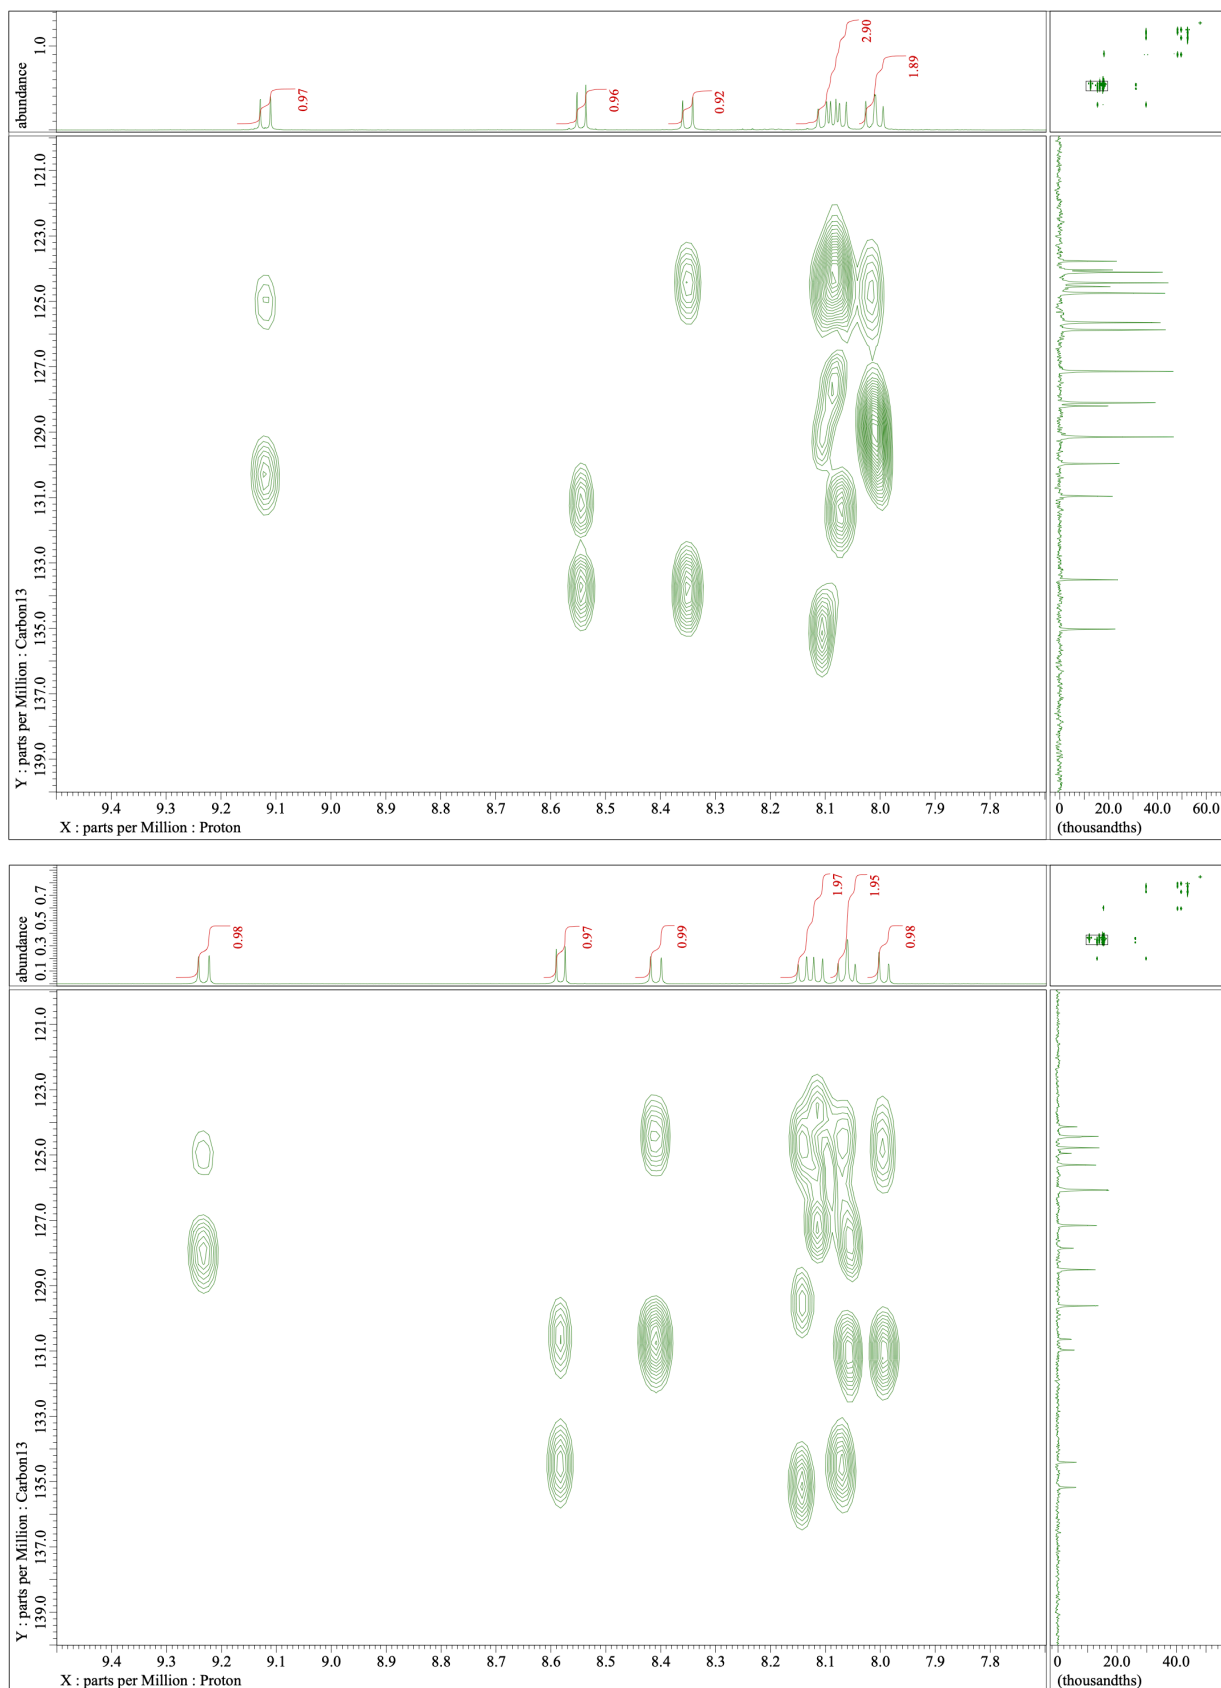 abundance
1.0
0.97
0.96
0.92
2.90
1.89
Y : parts per Million : Carbon13
121.0
123.0
125.0
127.0
129.0
131.0
133.0
135.0
137.0
139.0
9.4 9.3 9.2 9.1 9.0 8.9 8.8 8.7 8.6 8.5 8.4 8.3 8.2 8.1 8.0 7.9 7.8
X : parts per Million : Proton
0 20.0 40.0 60.0
(thousandths)
abundance
0.1 0.3 0.5 0.7
0.98
0.97
0.99
1.97
1.95
0.98
Y : parts per Million : Carbon13
121.0
123.0
125.0
127.0
129.0
131.0
133.0
135.0
137.0
139.0
9.4 9.3 9.2 9.1 9.0 8.9 8.8 8.7 8.6 8.5 8.4 8.3 8.2 8.1 8.0 7.9 7.8
X : parts per Million : Proton
0 20.0 40.0
(thousandths)